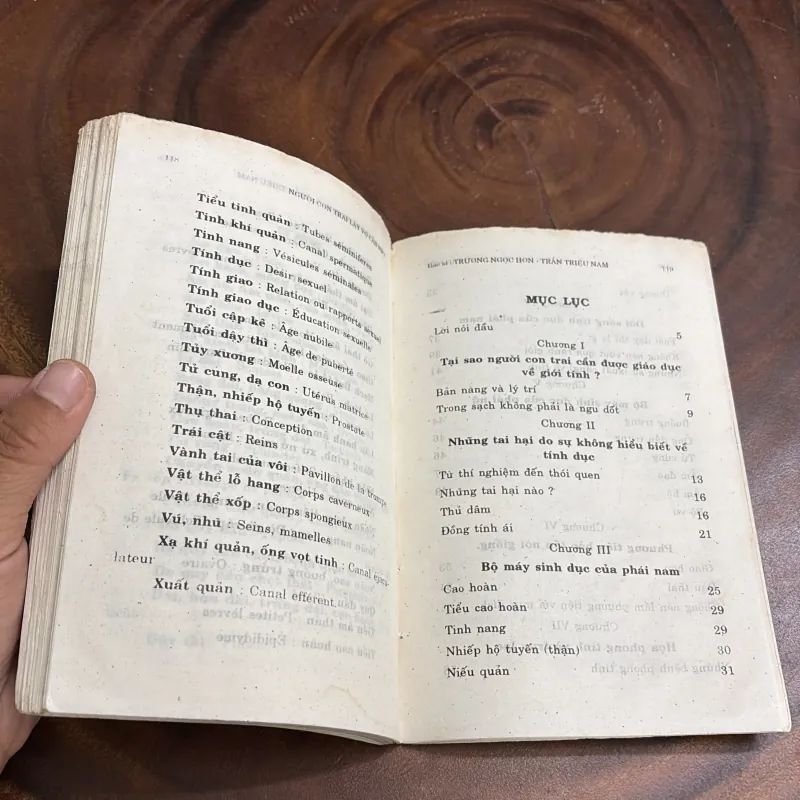 118
NGƯỜI CON TRAI LẤY VỢ CẦN BIẾT
Tiểu tinh quản : Tubes séminifères
Tinh khí quản : Canal spermatique
Tinh nang : Vésicules séminales
Tính dục : Desir sexuel
Tính giao : Relation ou rapporte sexuel
Tính giao dục : Éducation sexuelle
Tuổi cập kê : Âge nubile
Tuổi dậy thì : Âge de puberté
Tủy xương : Moelle osseuse
Tử cung, dạ con : Utérus matrice
Thận, nhiếp hộ tuyến : Prostate
Thụ thai : Conception
Trái cật : Reins
Vành tai của vòi : Pavillon de la trompe
Vật thể lỗ hang : Corps caverneux
Vật thể xốp : Corps spongieux
Vú, nhũ : Seins, mamelles
Xạ khí quản, ống vọt tinh : Canal éjacu-
lateur
Xuất quản : Canal efférent.
TRƯƠNG NGỌC HƠN - TRẦN TRIỆU NAM
119
MỤC LỤC
Lời nói đầu 5
Chương I
Tại sao người con trai cần được giáo dục
về giới tính ?
Bản năng và lý trí 7
Trong sạch không phải là ngu dốt 9
Chương II
Những tai hại do sự không hiểu biết về
tính dục
Từ thí nghiệm đến thói quen 13
Những tai hại nào ? 16
Thủ dâm 16
Đồng tính ái 21
Chương III
Bộ máy sinh dục của phái nam
Cao hoàn 25
Tiểu cao hoàn 29
Tinh nang 29
Nhiếp hộ tuyến (thận) 30
Niếu quản 31